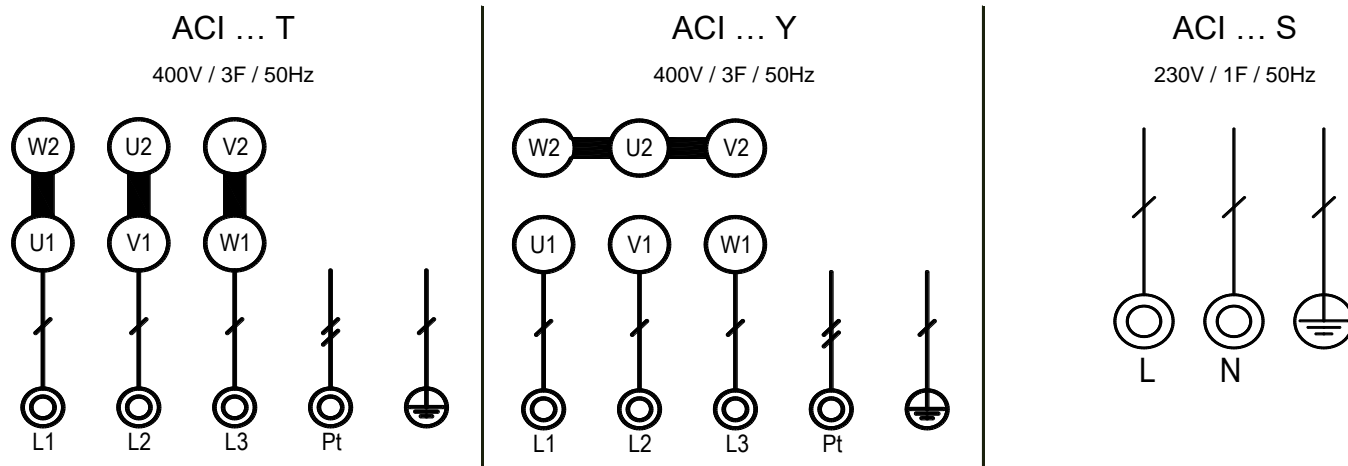 ACI … T
400V / 3F / 50Hz
W2 U2 V2
U1 V1 W1
L1 L2 L3 Pt
ACI … Y
400V / 3F / 50Hz
W2 U2 V2
U1 V1 W1
L1 L2 L3 Pt
ACI … S
230V / 1F / 50Hz
L N